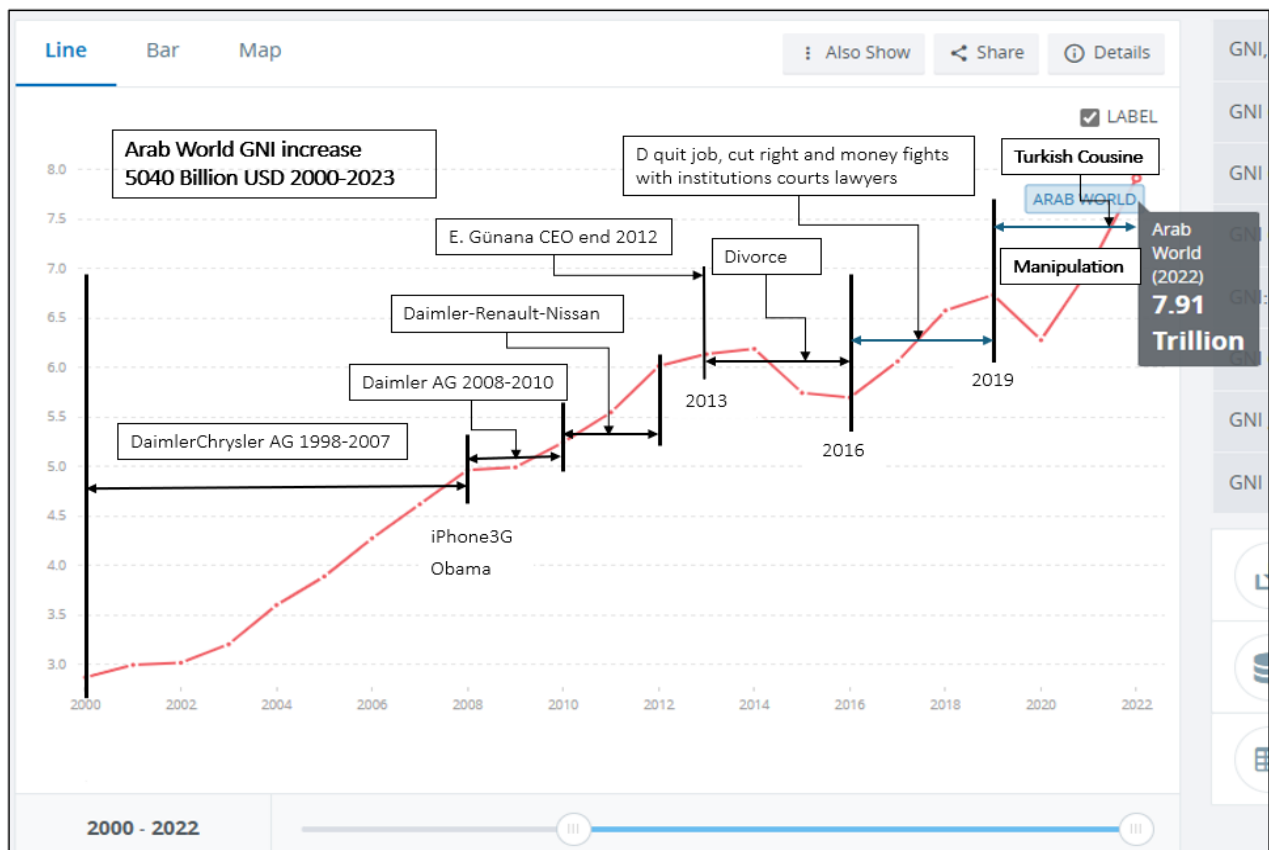 Line Bar Map
Also Show Share Details
LABEL
Arab World GNI increase
5040 Billion USD 2000-2023
D quit job, cut right and money fights
with institutions courts lawyers
Turkish Cousine
ARAB WORLD
E. Günana CEO end 2012
Divorce
Manipulation
Arab
World
(2022)
7.91
Trillion
Daimler-Renault-Nissan
Daimler AG 2008-2010
DaimlerChrysler AG 1998-2007
2013
2016
2019
iPhone3G
Obama
8.0
7.5
7.0
6.5
6.0
5.5
5.0
4.5
4.0
3.5
3.0
2000 2002 2004 2006 2008 2010 2012 2014 2016 2018 2020 2022
2000 - 2022
GNI,
GNI
GNI
GNI
GNI:
GNI
GNI